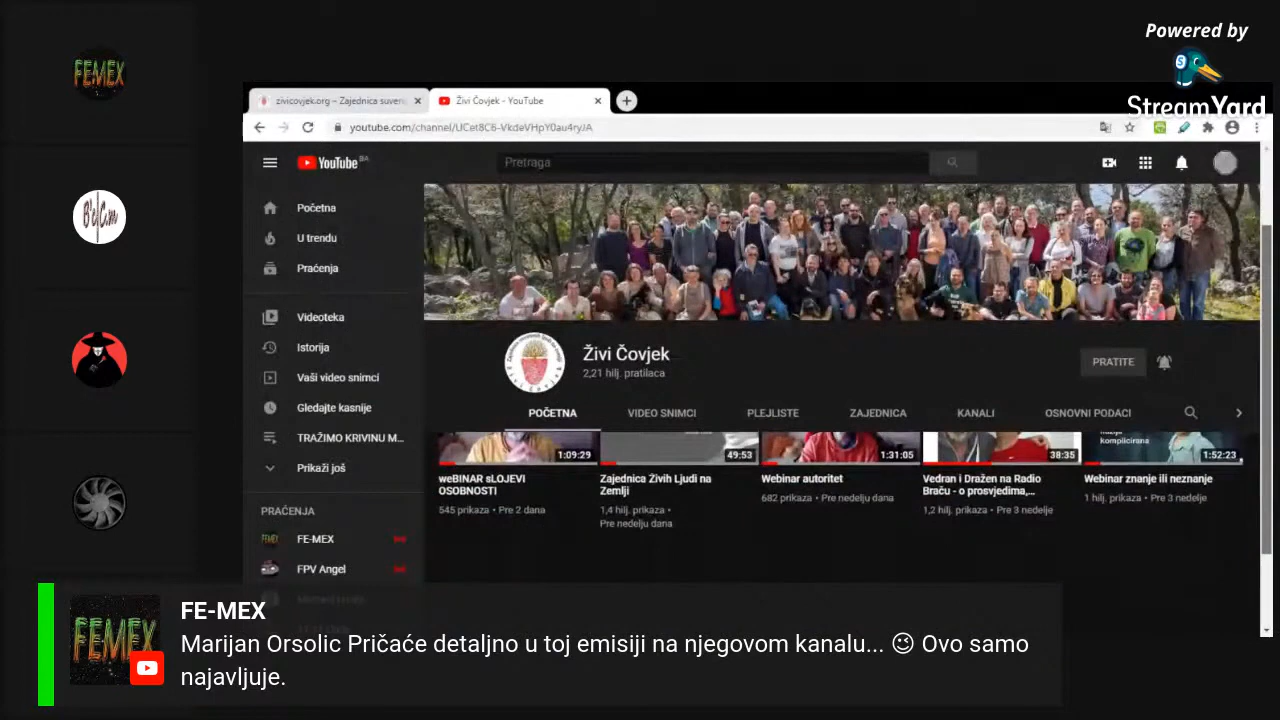 Powered by
StreamYard
FEMEX
B'elCam
zivicovjek.org – Zajednica suveren
Živi Čovjek - YouTube
youtube.com/channel/UCet8C6-VkdeVHpY0au4ryJA
YouTube BA
Pretraga
Početna
U trendu
Praćenja
Videoteka
Istorija
Vaši video snimci
Gledajte kasnije
TRAŽIMO KRIVINU M...
Prikaži još
PRAĆENJA
FE-MEX
FPV Angel
Živi Čovjek
2,21 hilj. pratilaca
PRATITE
POČETNA VIDEO SNIMCI PLEJLISTE ZAJEDNICA KANALI OSNOVNI PODACI
komplicirana
1:09:29 49:53 1:31:05 38:35 1:52:23
weBINAR sLOJEVI
OSOBNOSTI
545 prikaza • Pre 2 dana
Zajednica Živih Ljudi na
Zemlji
1,4 hilj. prikaza •
Pre nedelju dana
Webinar autoritet
682 prikaza • Pre nedelju dana
Vedran i Dražen na Radio
Braču - o prosvjedima,...
1,2 hilj. prikaza • Pre 3 nedelje
Webinar znanje ili neznanje
1 hilj. prikaza • Pre 3 nedelje
FEMEX
FE-MEX
Marijan Orsolic Pričaće detaljno u toj emisiji na njegovom kanalu... 😉 Ovo samo
najavljuje.